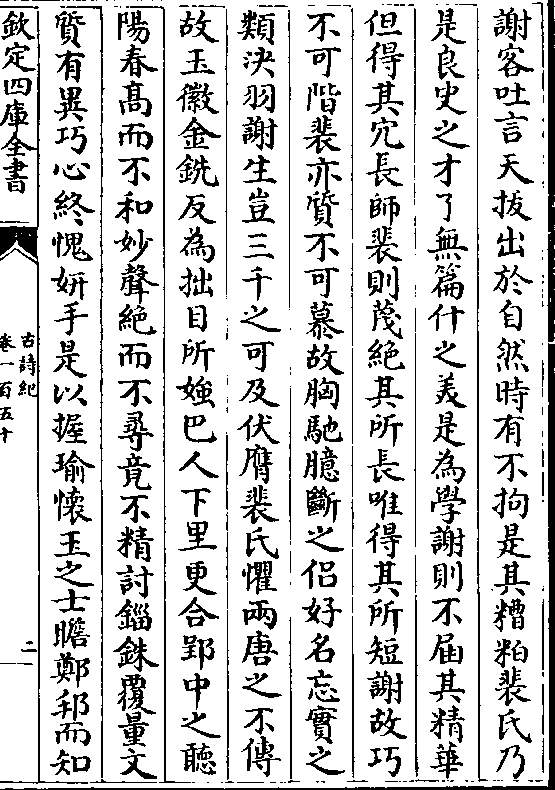 謝客吐言天拔出於自然時有不拘是其糟粕裴氏乃
是良史之才了無篇什之美是為學謝則不屆其精華
但得其冗長師裴則蔑絶其所長唯得其所短謝故巧
不可階裴亦質不可慕故胸馳臆斷之侣好名忘實之
類決羽謝生豈三千之可及伏膺裴氏懼兩唐之不傳
故玉徽金銑反為拙目所嗤巴人下里更合郢中之聽
陽春髙而不和妙聲絶而不尋竟不精討錙銖覆量文
質有異巧心終愧妍手是以握瑜懐玉之士瞻鄭邦而知
欽定四庫全書
古詩紀
卷一百五十
二